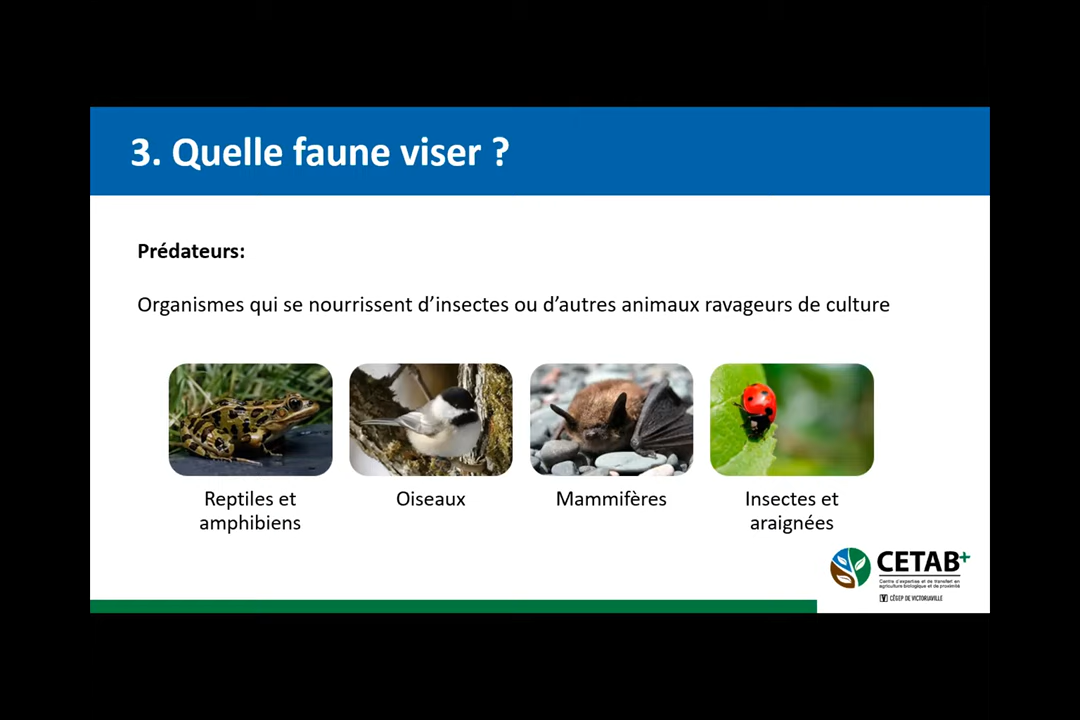 3. Quelle faune viser ?
Prédateurs:
Organismes qui se nourrissent d’insectes ou d’autres animaux ravageurs de culture
Reptiles et
amphibiens
Oiseaux
Mammifères
Insectes et
araignées
CETAB+
Centre d’expertise et de transfert en
agriculture biologique et de proximité
CÉGEP DE VICTORIAVILLE